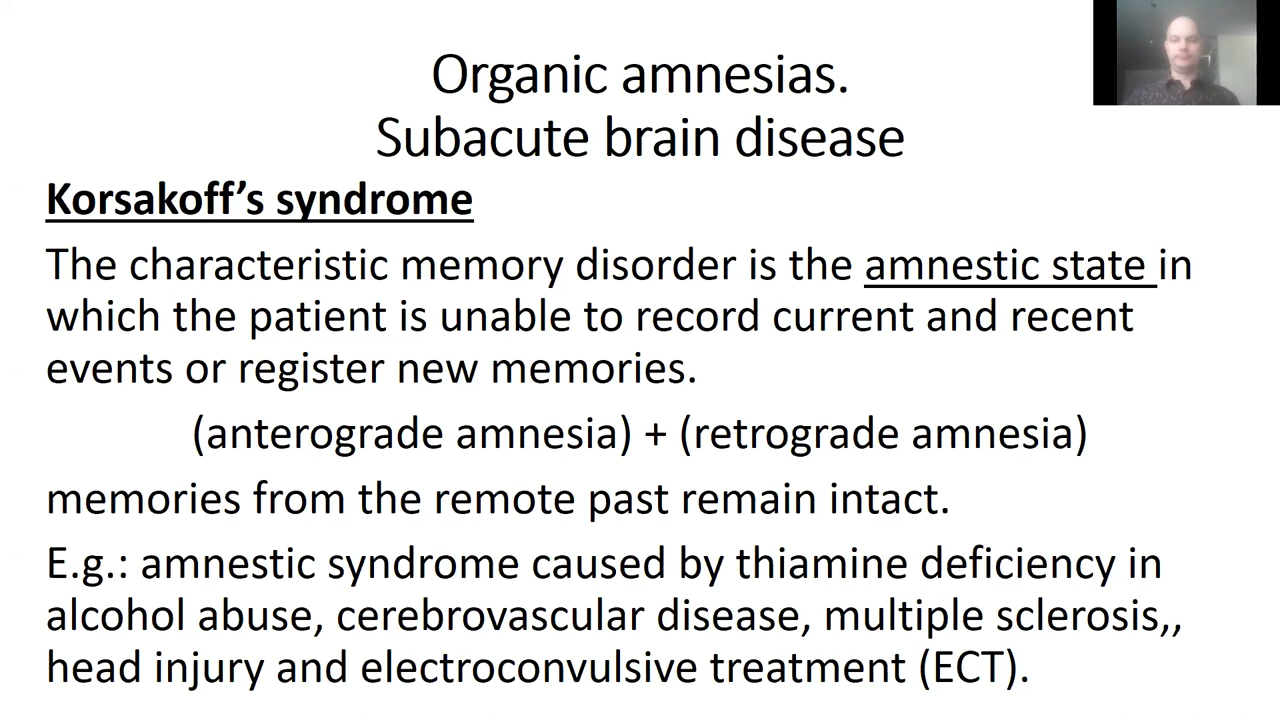 Organic amnesias.
Subacute brain disease
Korsakoff’s syndrome
The characteristic memory disorder is the amnestic state in
which the patient is unable to record current and recent
events or register new memories.
(anterograde amnesia) + (retrograde amnesia)
memories from the remote past remain intact.
E.g.: amnestic syndrome caused by thiamine deficiency in
alcohol abuse, cerebrovascular disease, multiple sclerosis,,
head injury and electroconvulsive treatment (ECT).